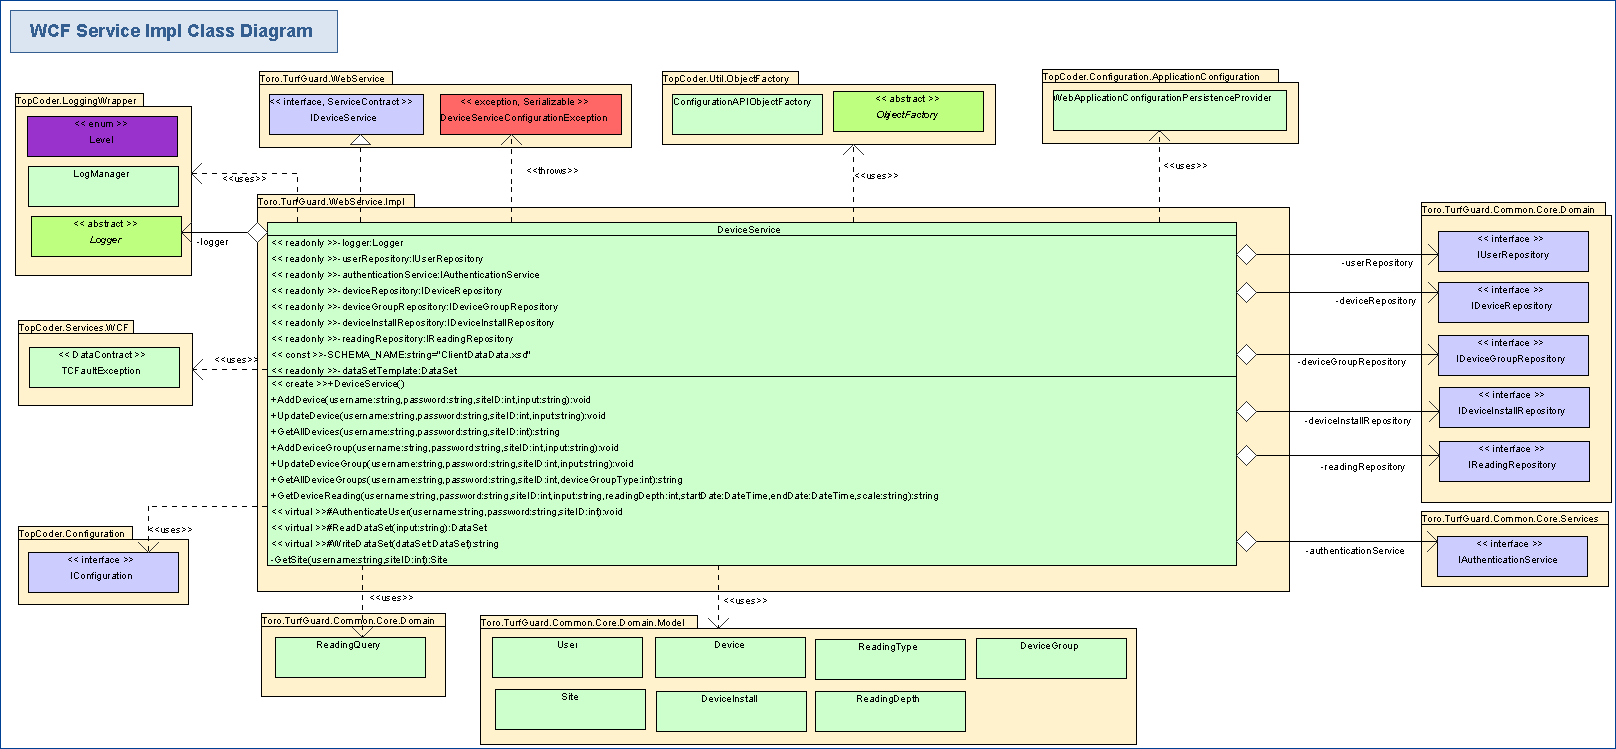 WCF Service Impl Class Diagram
TopCoder.LoggingWrapper
<< enum >>
Level
LogManager
<< abstract >>
Logger
<<uses>>
-logger
Toro.TurfGuard.WebService
<< interface, ServiceContract >>
IDeviceService
<< exception, Serializable >>
DeviceServiceConfigurationException
<<throws>>
TopCoder.Util.ObjectFactory
ConfigurationAPIObjectFactory
<< abstract >>
ObjectFactory
<<uses>>
TopCoder.Configuration.ApplicationConfiguration
WebApplicationConfigurationPersistenceProvider
<<uses>>
Toro.TurfGuard.WebService.Impl
DeviceService
<< readonly >>-logger:Logger
<< readonly >>-userRepository:IUserRepository
<< readonly >>-authenticationService:IAuthenticationService
<< readonly >>-deviceRepository:IDeviceRepository
<< readonly >>-deviceGroupRepository:IDeviceGroupRepository
<< readonly >>-deviceInstallRepository:IDeviceInstallRepository
<< readonly >>-readingRepository:IReadingRepository
<< const >>-SCHEMA_NAME:string="ClientDataData.xsd"
<< readonly >>-dataSetTemplate:DataSet
<< create >>+DeviceService()
+AddDevice(username:string,password:string,siteID:int,input:string):void
+UpdateDevice(username:string,password:string,siteID:int,input:string):void
+GetAllDevices(username:string,password:string,siteID:int):string
+AddDeviceGroup(username:string,password:string,siteID:int,input:string):void
+UpdateDeviceGroup(username:string,password:string,siteID:int,input:string):void
+GetAllDeviceGroups(username:string,password:string,siteID:int,deviceGroupType:int):string
+GetDeviceReading(username:string,password:string,siteID:int,input:string,readingDepth:int,startDate:DateTime,endDate:DateTime,scale:string):string
<< virtual >>#AuthenticateUser(username:string,password:string,siteID:int):void
<< virtual >>#ReadDataSet(input:string):DataSet
<< virtual >>#WriteDataSet(dataSet:DataSet):string
-GetSite(username:string,siteID:int):Site
TopCoder.Services.WCF
<< DataContract >>
TCFaultException
<<uses>>
TopCoder.Configuration
<< interface >>
IConfiguration
<<uses>>
Toro.TurfGuard.Common.Core.Domain
<< interface >>
IUserRepository
<< interface >>
IDeviceRepository
<< interface >>
IDeviceGroupRepository
<< interface >>
IDeviceInstallRepository
<< interface >>
IReadingRepository
-userRepository
-deviceRepository
-deviceGroupRepository
-deviceInstallRepository
-readingRepository
Toro.TurfGuard.Common.Core.Services
<< interface >>
IAuthenticationService
-authenticationService
<<uses>>
Toro.TurfGuard.Common.Core.Domain
ReadingQuery
<<uses>>
Toro.TurfGuard.Common.Core.Domain.Model
User
Device
ReadingType
DeviceGroup
Site
DeviceInstall
ReadingDepth